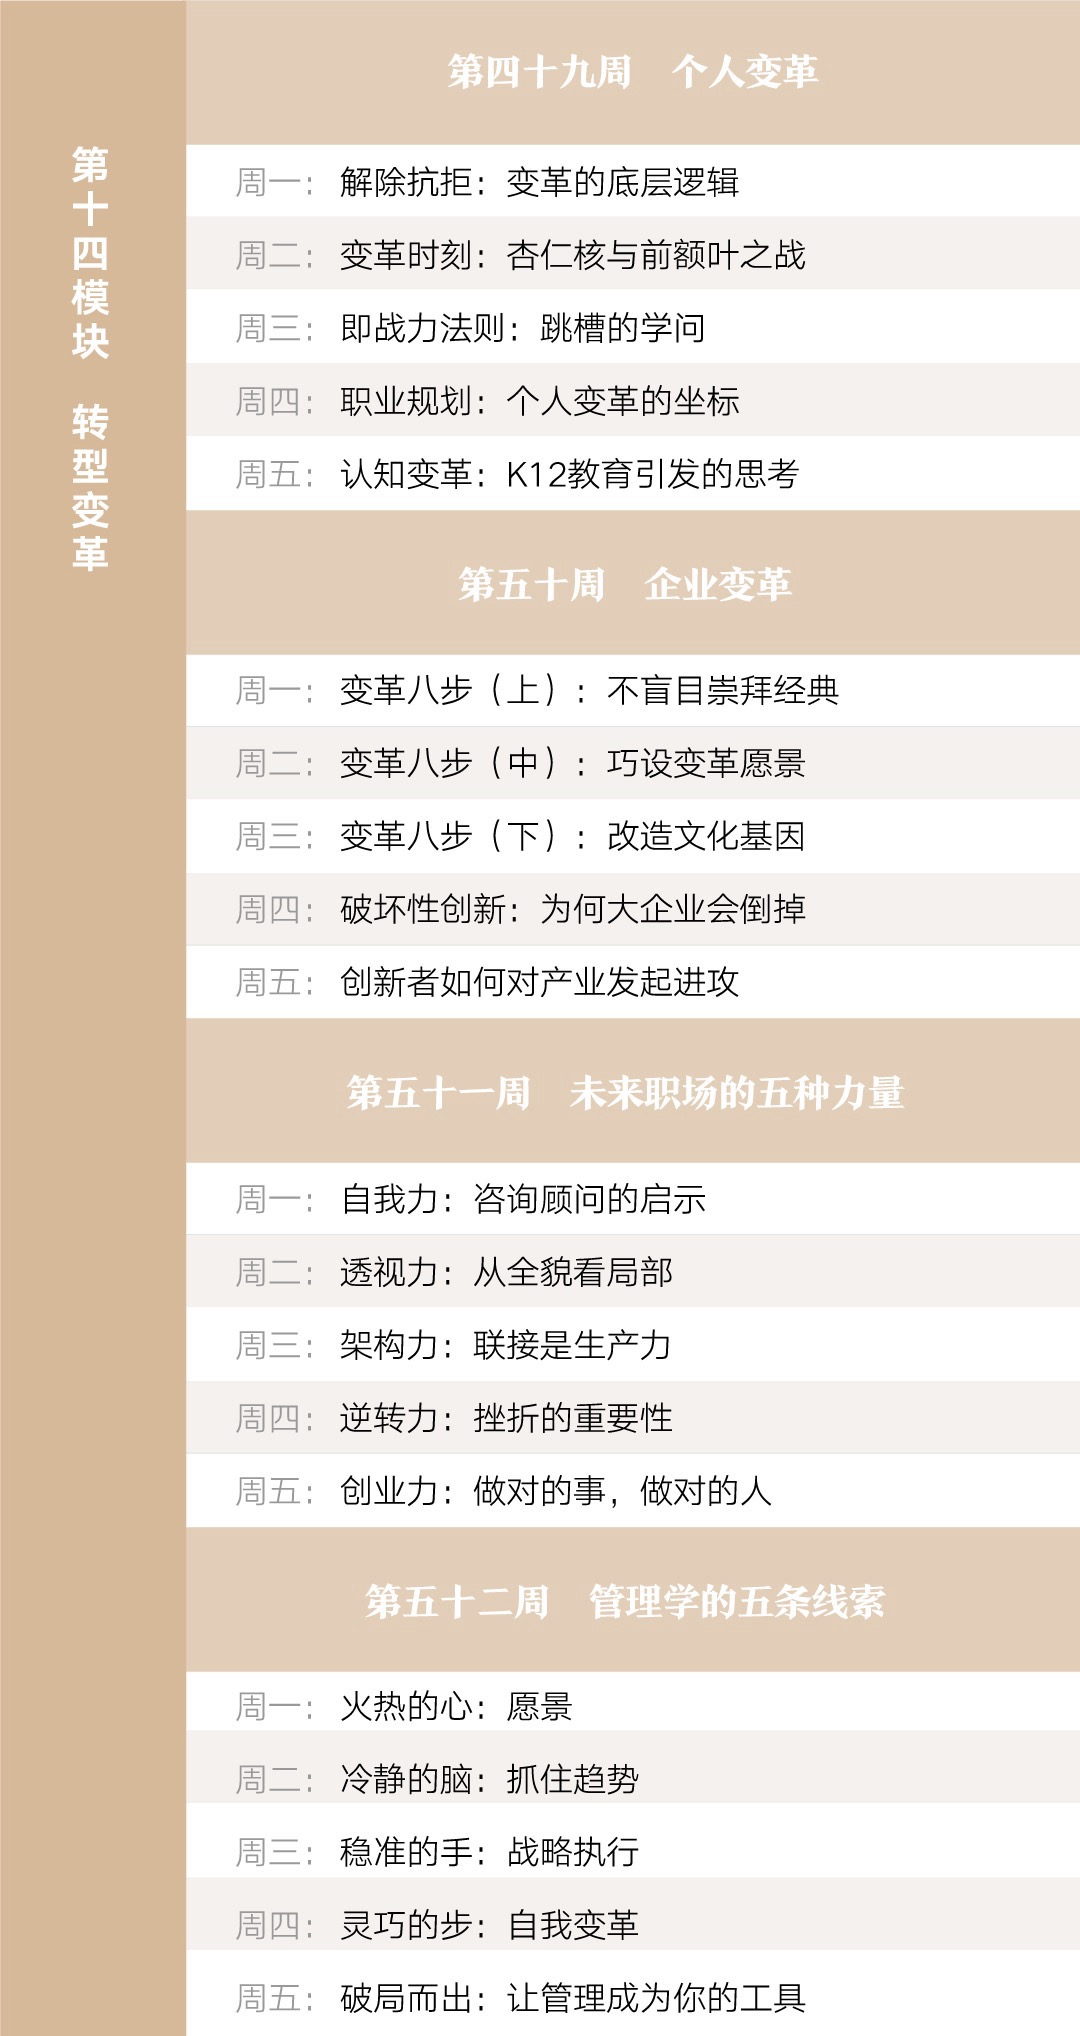 第十四模块 转型变革
第四十九周 个人变革
周一：解除抗拒：变革的底层逻辑
周二：变革时刻：杏仁核与前额叶之战
周三：即战力法则：跳槽的学问
周四：职业规划：个人变革的坐标
周五：认知变革：K12教育引发的思考
第五十周 企业变革
周一：变革八步（上）：不盲目崇拜经典
周二：变革八步（中）：巧设变革愿景
周三：变革八步（下）：改造文化基因
周四：破坏性创新：为何大企业会倒掉
周五：创新者如何对产业发起进攻
第五十一周 未来职场的五种力量
周一：自我力：咨询顾问的启示
周二：透视力：从全貌看局部
周三：架构力：联接是生产力
周四：逆转力：挫折的重要性
周五：创业力：做对的事，做对的人
第五十二周 管理学的五条线索
周一：火热的心：愿景
周二：冷静的脑：抓住趋势
周三：稳准的手：战略执行
周四：灵巧的步：自我变革
周五：破局而出：让管理成为你的工具